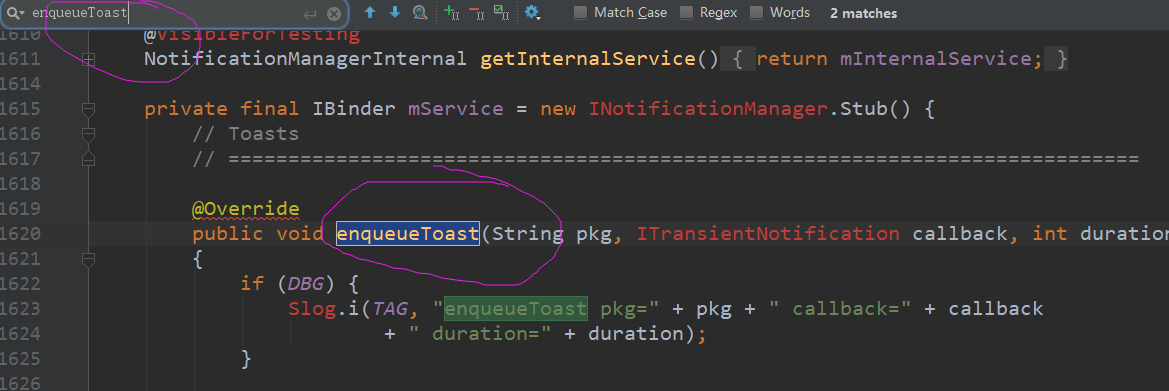 enqueueToast Match Case Regex Words 2 matches
1610 @VisibleForTesting
1611 NotificationManagerInternal getInternalService() { return mInternalService; }
1614
1615 private final IBinder mService = new INotificationManager.Stub() {
1616 // Toasts
1617 // ============================================================================
1618
1619 @Override
1620 public void enqueueToast(String pkg, ITransientNotification callback, int duration
1621 {
1622 if (DBG) {
1623 Slog.i(TAG, "enqueueToast pkg=" + pkg + " callback=" + callback
1624 + " duration=" + duration);
1625 }
1626